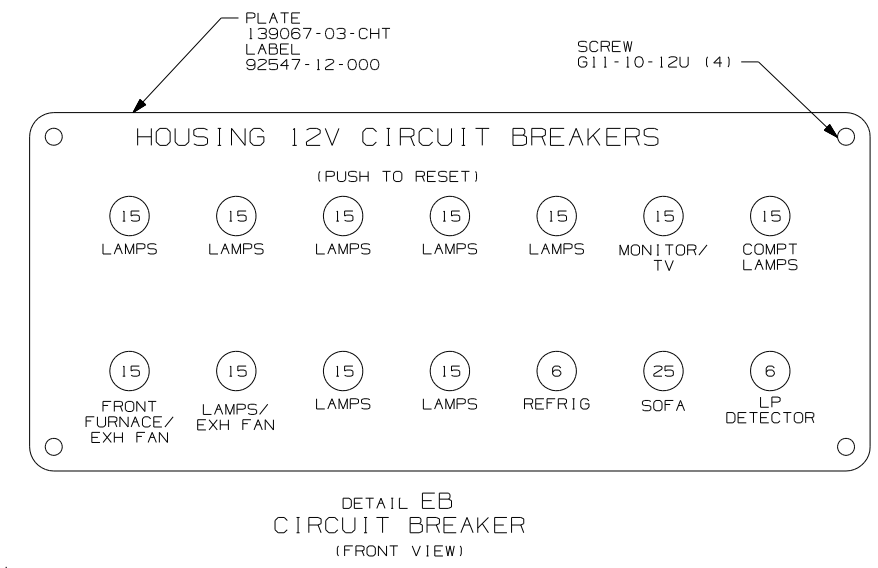 PLATE
139067-03-CHT
LABEL
92547-12-000
SCREW
G11-10-12U (4)
HOUSING 12V CIRCUIT BREAKERS
(PUSH TO RESET)
15 15 15 15 15 15 15
LAMPS LAMPS LAMPS LAMPS LAMPS MONITOR/ COMPT
TV LAMPS
15 15 15 15 6 25 6
FRONT LAMPS/ LAMPS LAMPS REFRIG SOFA LP
FURNACE/ EXH FAN DETECTOR
EXH FAN
DETAIL EB
CIRCUIT BREAKER
(FRONT VIEW)